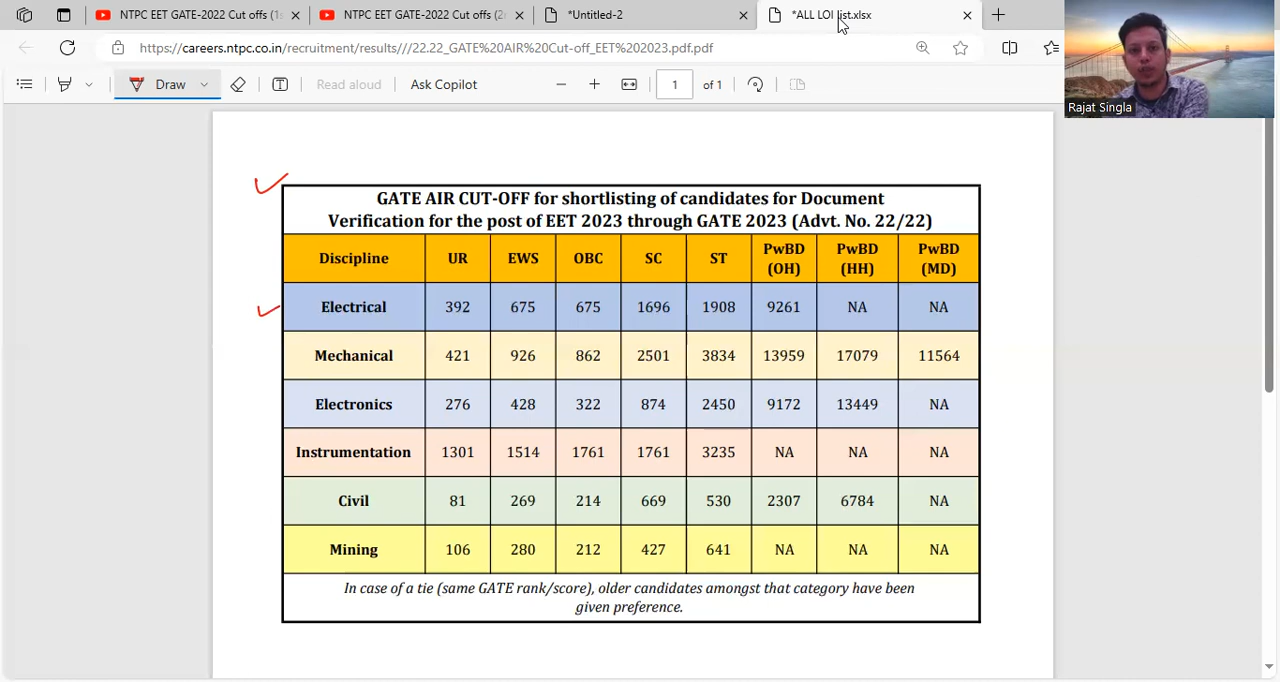 NTPC EET GATE-2022 Cut offs (1s
NTPC EET GATE-2022 Cut offs (2r
*Untitled-2
*ALL LOI list.xlsx
https://careers.ntpc.co.in/recruitment/results///22.22_GATE%20AIR%20Cut-off_EET%202023.pdf.pdf
Draw
Read aloud
Ask Copilot
1
of 1
Rajat Singla
GATE AIR CUT-OFF for shortlisting of candidates for Document
Verification for the post of EET 2023 through GATE 2023 (Advt. No. 22/22)
Discipline UR EWS OBC SC ST PwBD (OH) PwBD (HH) PwBD (MD)
Electrical 392 675 675 1696 1908 9261 NA NA
Mechanical 421 926 862 2501 3834 13959 17079 11564
Electronics 276 428 322 874 2450 9172 13449 NA
Instrumentation 1301 1514 1761 1761 3235 NA NA NA
Civil 81 269 214 669 530 2307 6784 NA
Mining 106 280 212 427 641 NA NA NA
In case of a tie (same GATE rank/score), older candidates amongst that category have been
given preference.